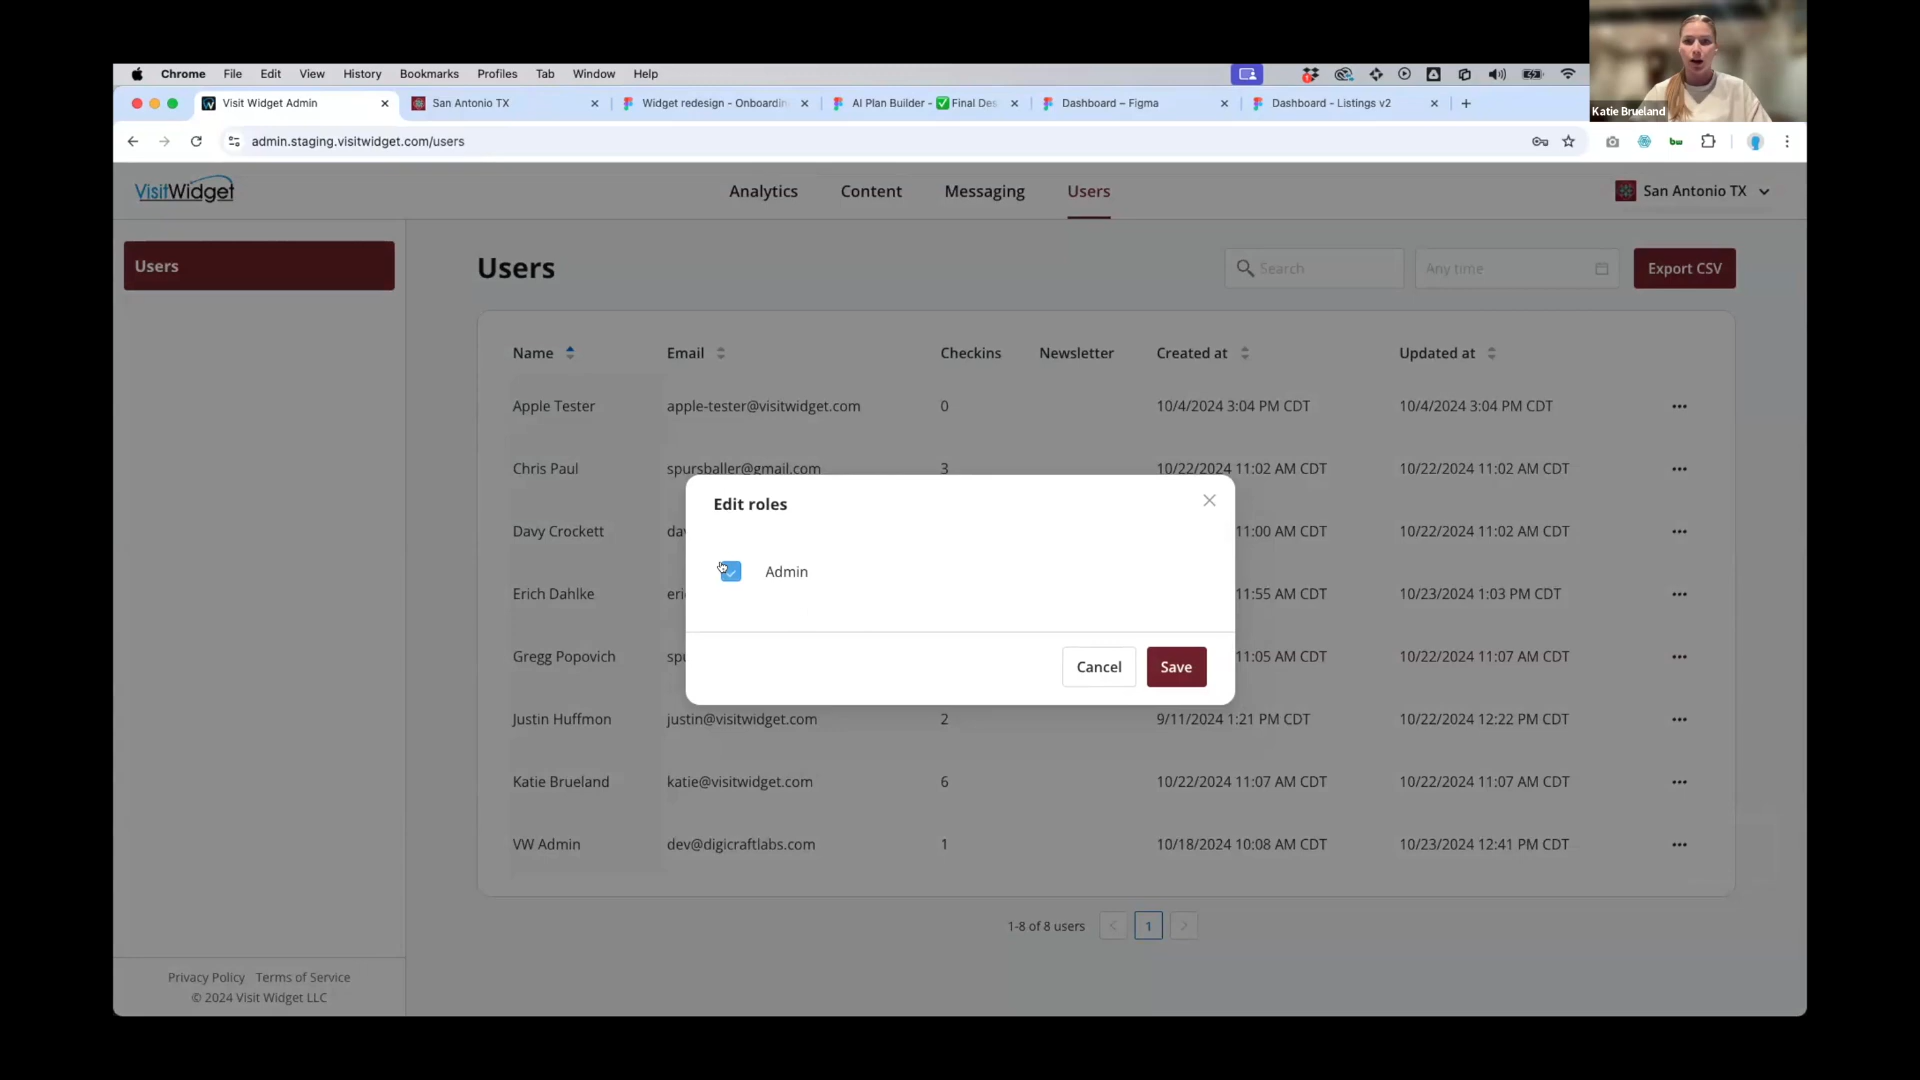 Chrome File Edit View History Bookmarks Profiles Tab Window Help
Katie Brueland
Visit Widget Admin San Antonio TX Widget redesign - Onboardin AI Plan Builder - ✅ Final Des Dashboard – Figma Dashboard - Listings v2
admin.staging.visitwidget.com/users
VisitWidget Analytics Content Messaging Users San Antonio TX
Users
Users Search Any time Export CSV
Name Email Checkins Newsletter Created at Updated at
Apple Tester apple-tester@visitwidget.com 0 10/4/2024 3:04 PM CDT 10/4/2024 3:04 PM CDT
Chris Paul spursballer@gmail.com 3 10/22/2024 11:02 AM CDT 10/22/2024 11:02 AM CDT
Edit roles
Davy Crockett da 11:00 AM CDT 10/22/2024 11:02 AM CDT
Admin
Erich Dahlke eri 11:55 AM CDT 10/23/2024 1:03 PM CDT
Gregg Popovich spu 11:05 AM CDT 10/22/2024 11:07 AM CDT
Cancel Save
Justin Huffmon justin@visitwidget.com 2 9/11/2024 1:21 PM CDT 10/22/2024 12:22 PM CDT
Katie Brueland katie@visitwidget.com 6 10/22/2024 11:07 AM CDT 10/22/2024 11:07 AM CDT
VW Admin dev@digicraftlabs.com 1 10/18/2024 10:08 AM CDT 10/23/2024 12:41 PM CDT
1-8 of 8 users 1
Privacy Policy Terms of Service
© 2024 Visit Widget LLC